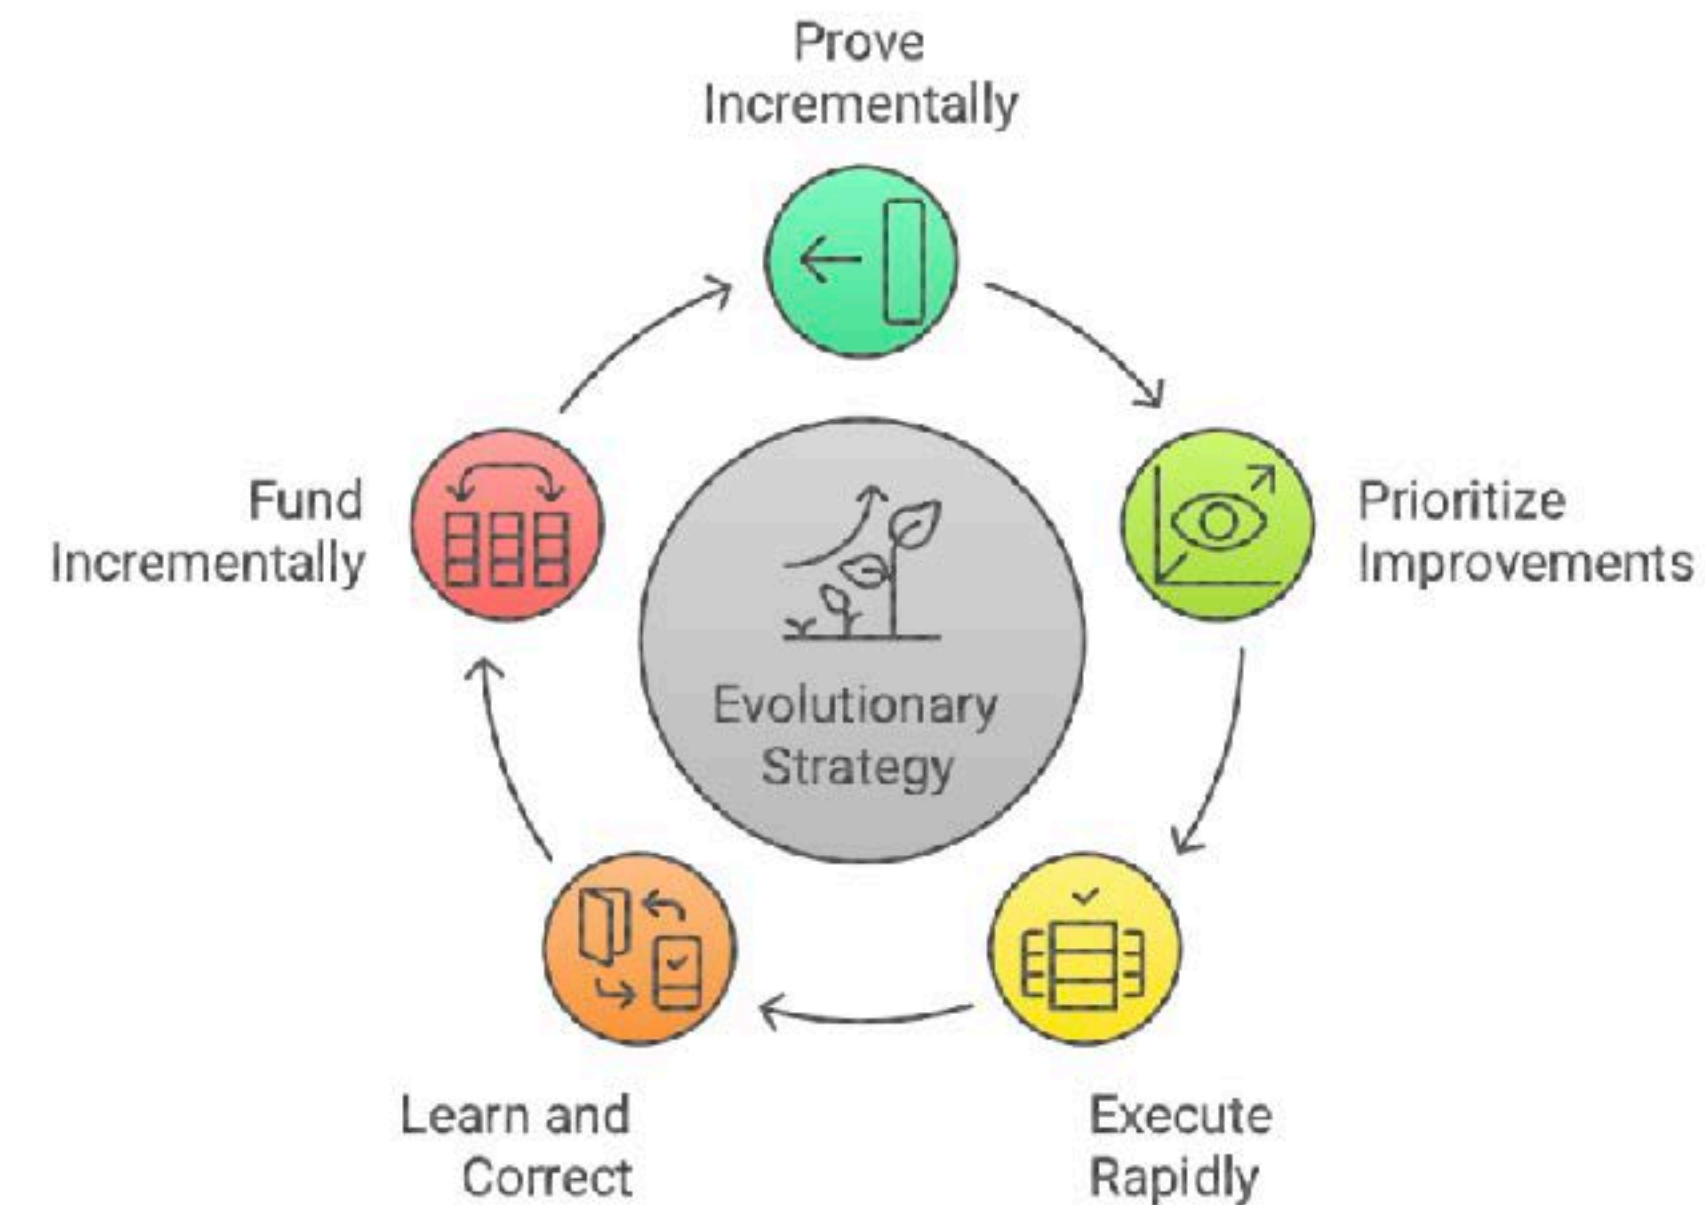 Prove
Incrementally
Fund
Incrementally
Prioritize
Improvements
Evolutionary
Strategy
Learn and
Correct
Execute
Rapidly